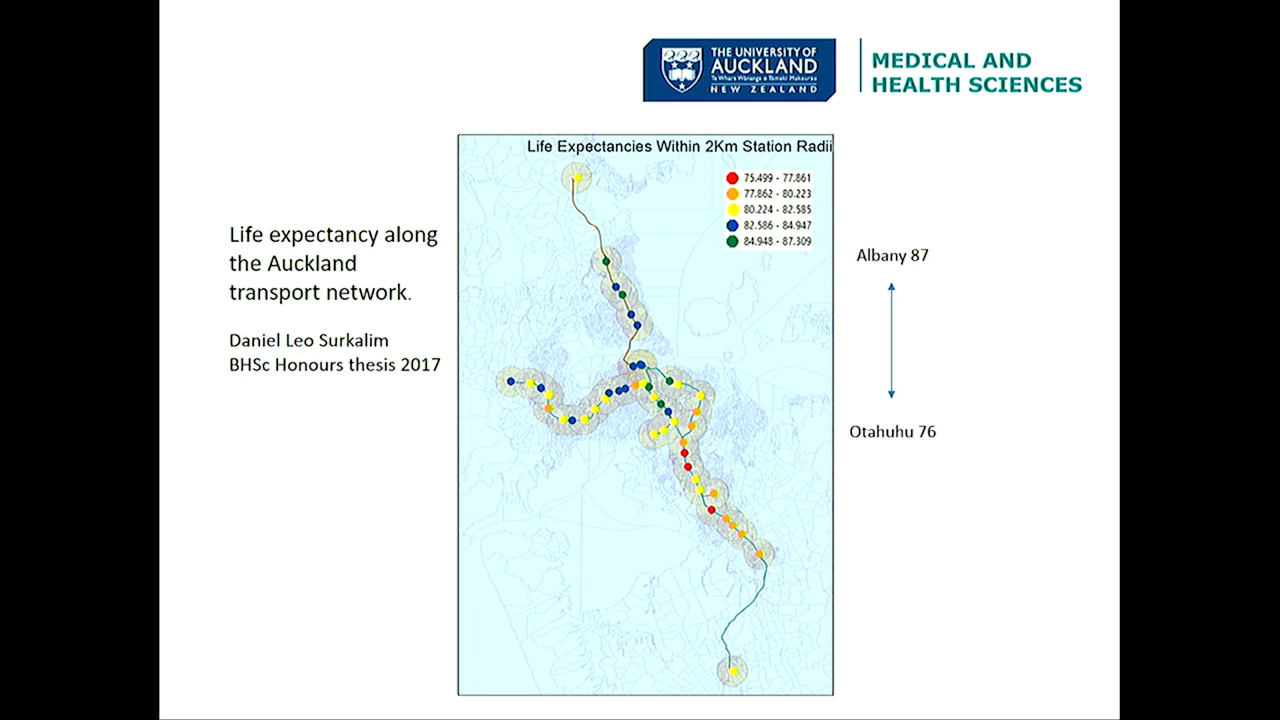 THE UNIVERSITY OF
AUCKLAND
Te Whare Wānanga o Tāmaki Makaurau
NEW ZEALAND
MEDICAL AND
HEALTH SCIENCES
Life Expectancies Within 2Km Station Radii
75.499 - 77.861
77.862 - 80.223
80.224 - 82.585
82.586 - 84.947
84.948 - 87.309
Life expectancy along
the Auckland
transport network.
Daniel Leo Surkalim
BHSc Honours thesis 2017
Albany 87
Otahuhu 76